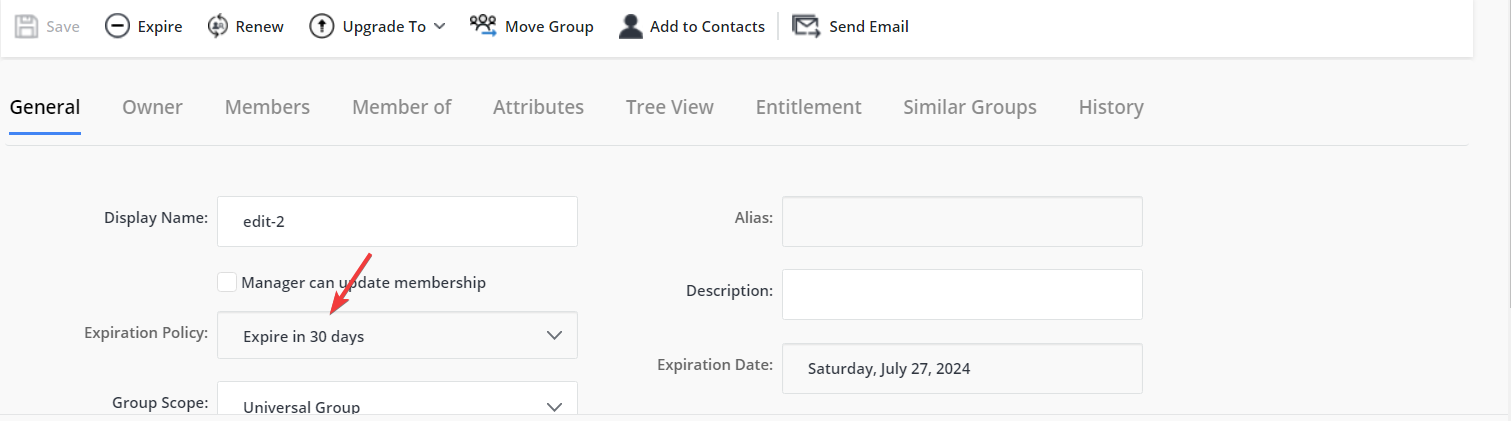 Save Expire Renew Upgrade To Move Group Add to Contacts Send Email
General Owner Members Member of Attributes Tree View Entitlement Similar Groups History
Display Name: edit-2 Alias:
Manager can update membership
Description:
Expiration Policy: Expire in 30 days
Expiration Date: Saturday, July 27, 2024
Group Scope: Universal Group